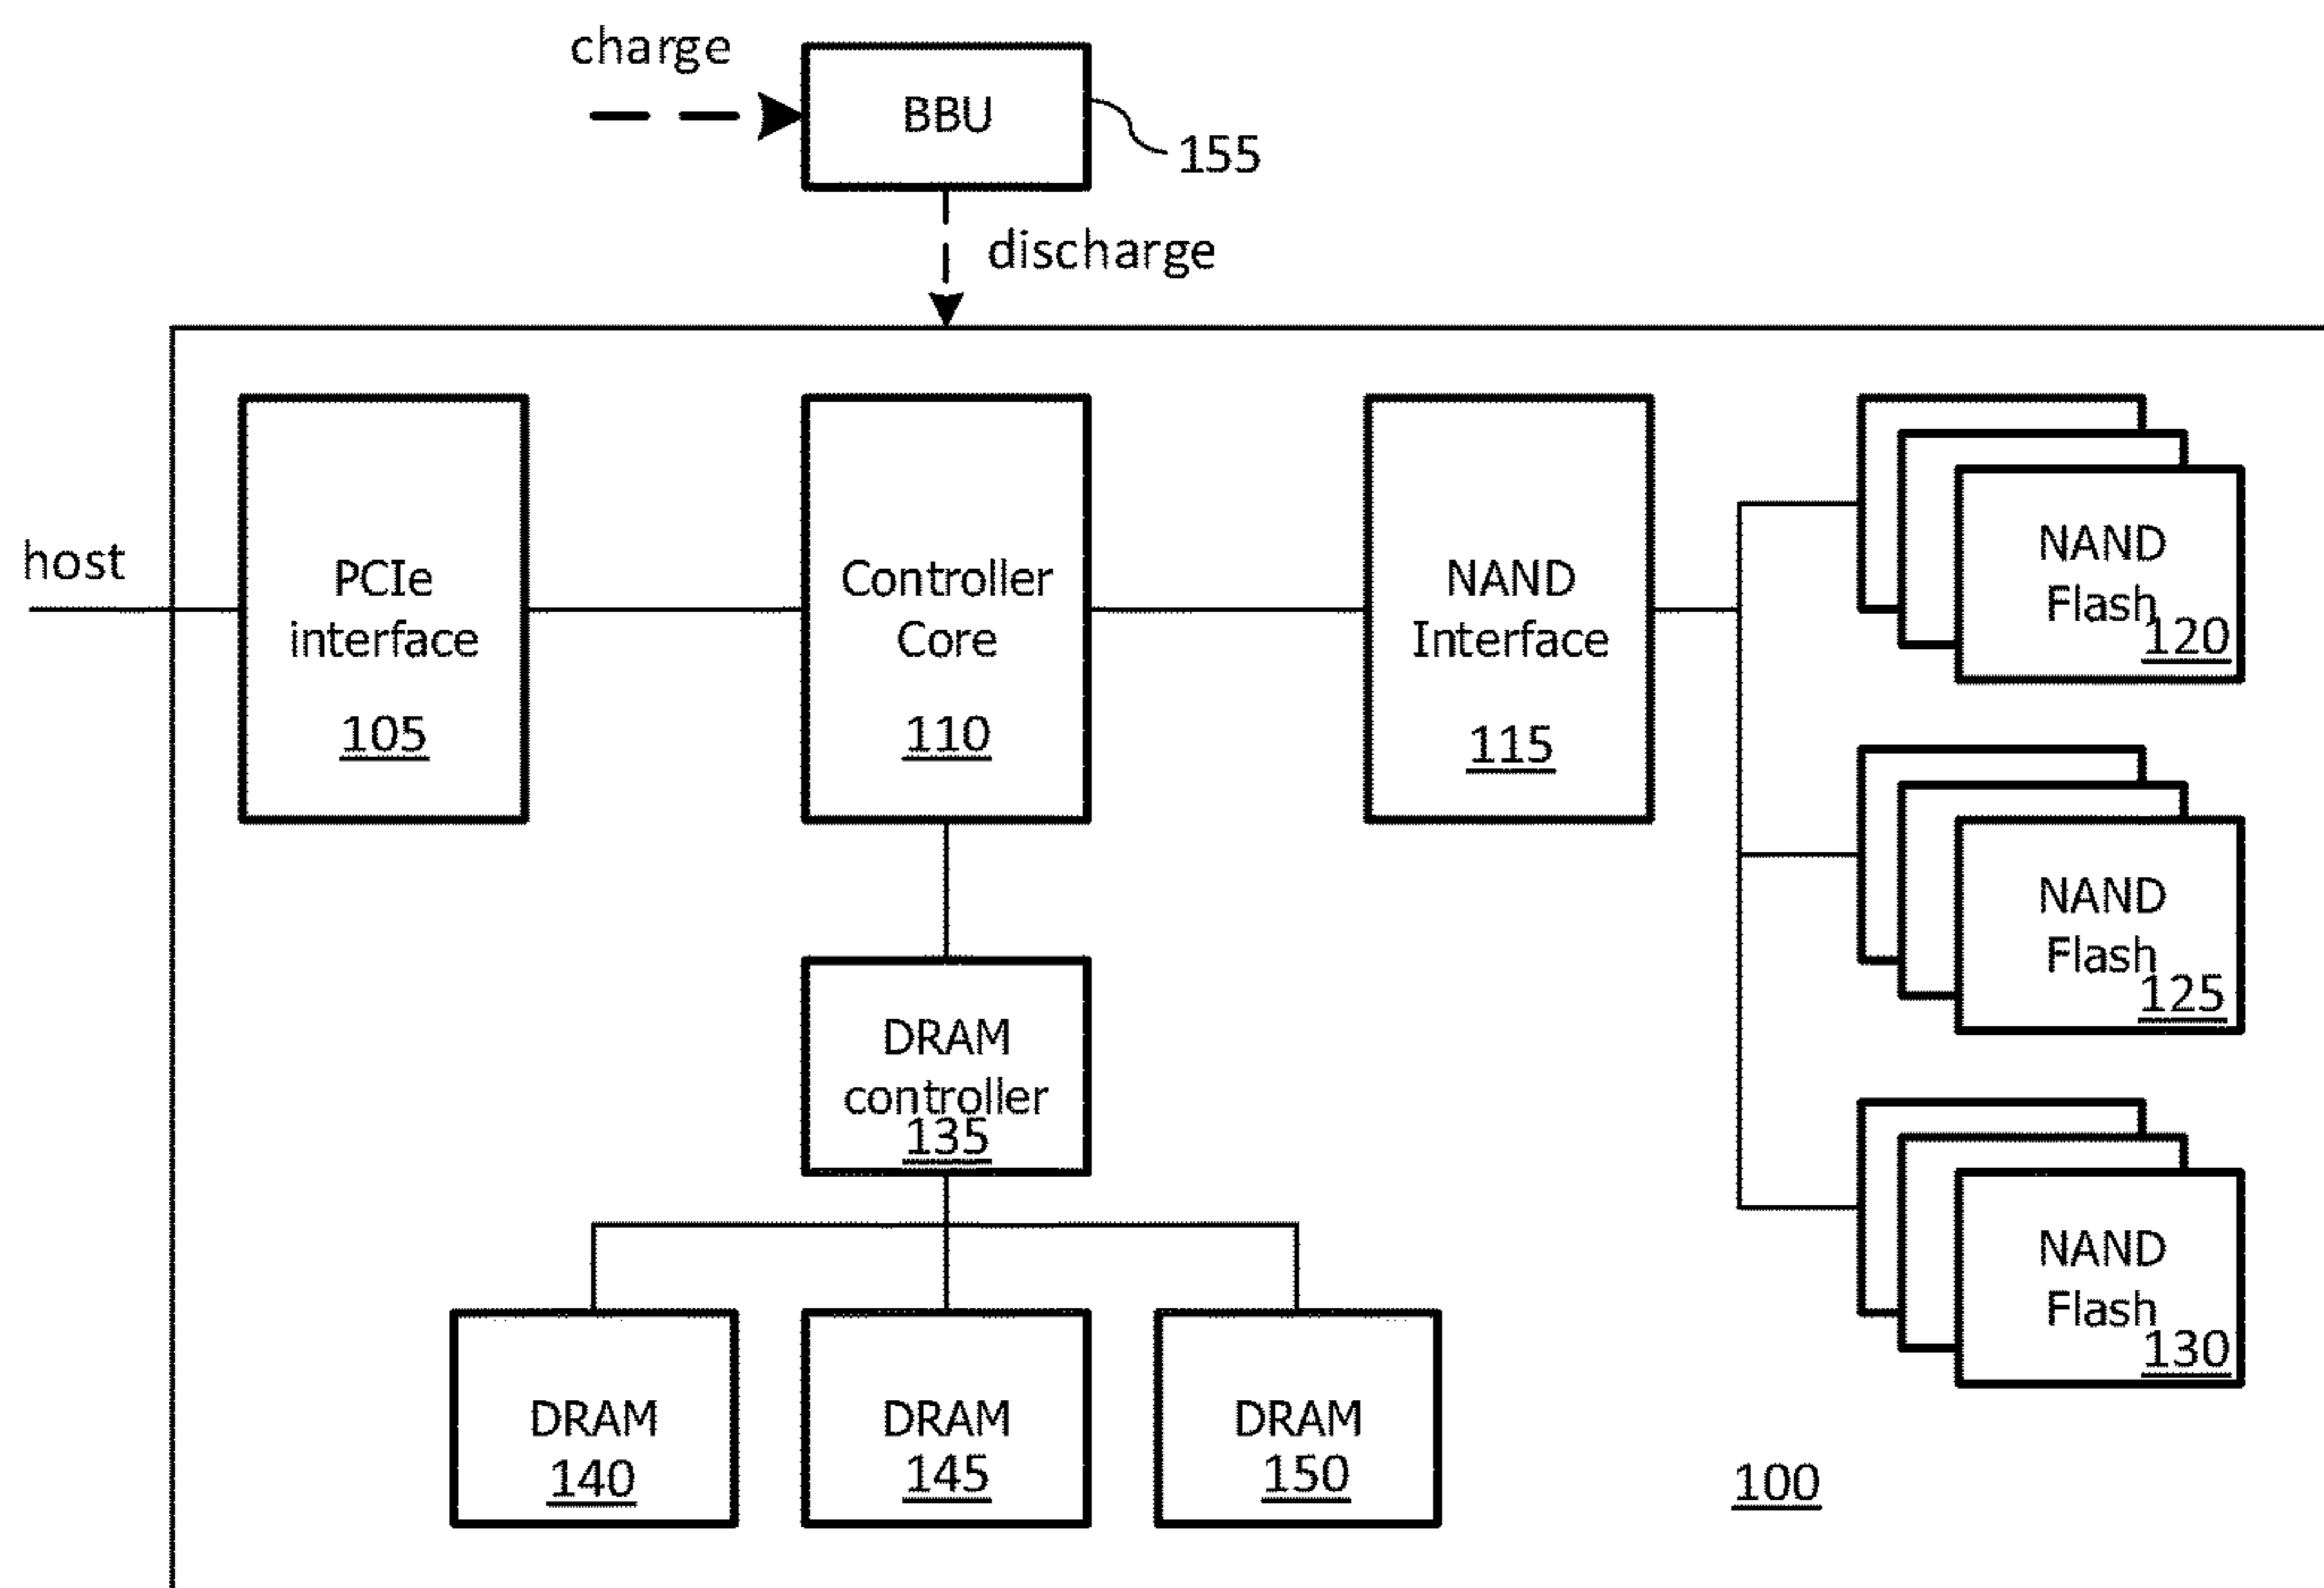 charge
BBU
155
discharge
host
PCIe
interface
105
Controller
Core
110
NAND
Interface
115
NAND
Flash
120
NAND
Flash
125
NAND
Flash
130
DRAM
controller
135
DRAM
140
DRAM
145
DRAM
150
100